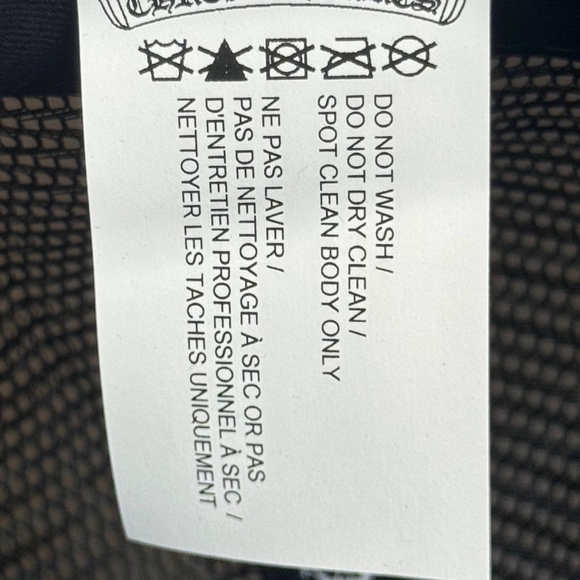 DO NOT WASH /
DO NOT DRY CLEAN /
SPOT CLEAN BODY ONLY
NE PAS LAVER /
PAS DE NETTOYAGE À SEC OR PAS
D'ENTRETIEN PROFESSIONNEL À SEC /
NETTOYER LES TACHES UNIQUEMENT